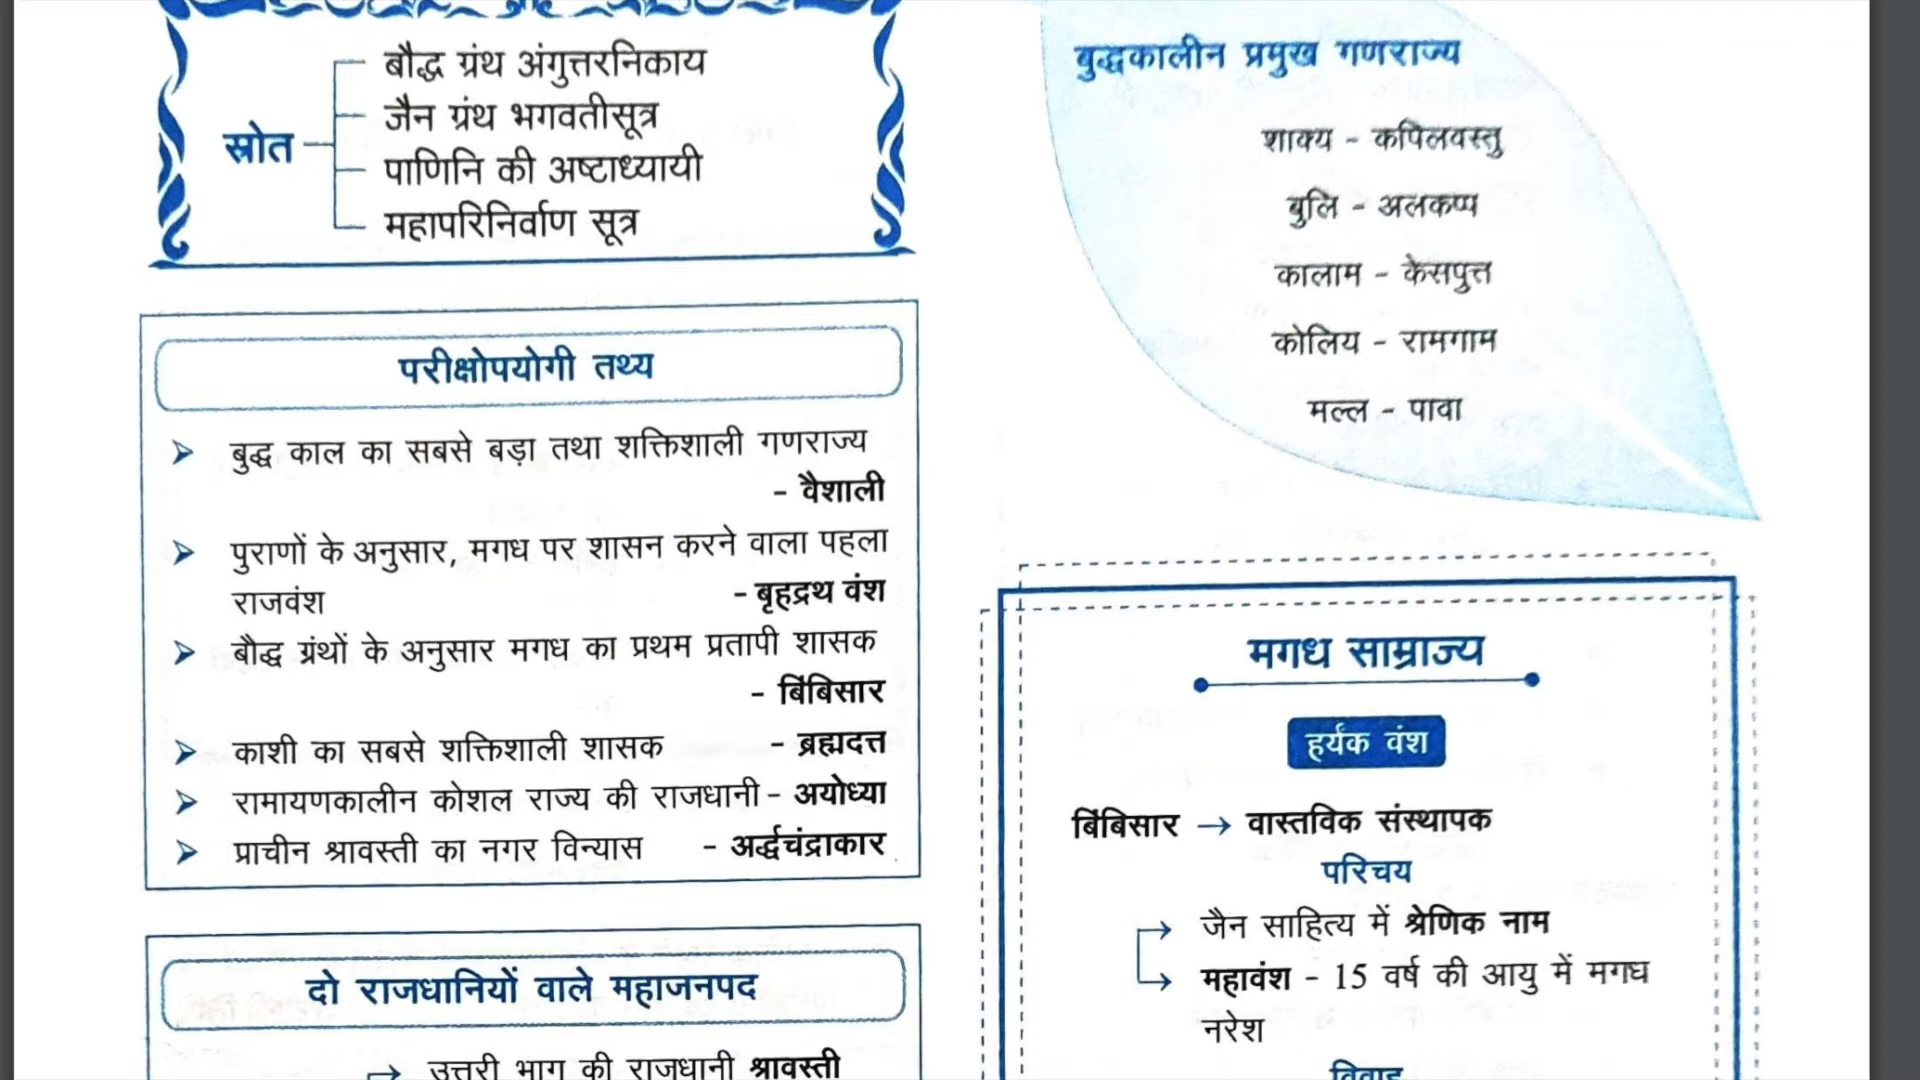 स्रोत
बौद्ध ग्रंथ अंगुत्तरनिकाय
जैन ग्रंथ भगवतीसूत्र
पाणिनि की अष्टाध्यायी
महापरिनिर्वाण सूत्र
परीक्षोपयोगी तथ्य
➢ बुद्ध काल का सबसे बड़ा तथा शक्तिशाली गणराज्य
- वैशाली
➢ पुराणों के अनुसार, मगध पर शासन करने वाला पहला
राजवंश - बृहद्रथ वंश
➢ बौद्ध ग्रंथों के अनुसार मगध का प्रथम प्रतापी शासक
- बिंबिसार
➢ काशी का सबसे शक्तिशाली शासक - ब्रह्मदत्त
➢ रामायणकालीन कोशल राज्य की राजधानी - अयोध्या
➢ प्राचीन श्रावस्ती का नगर विन्यास - अर्द्धचंद्राकार
दो राजधानियों वाले महाजनपद
→ उत्तरी भाग की राजधानी श्रावस्ती
बुद्धकालीन प्रमुख गणराज्य
शाक्य - कपिलवस्तु
बुलि - अलकप्प
कालाम - केसपुत्त
कोलिय - रामगाम
मल्ल - पावा
मगध साम्राज्य
हर्यक वंश
बिंबिसार → वास्तविक संस्थापक
परिचय
→ जैन साहित्य में श्रेणिक नाम
→ महावंश - 15 वर्ष की आयु में मगध
नरेश
विवाह